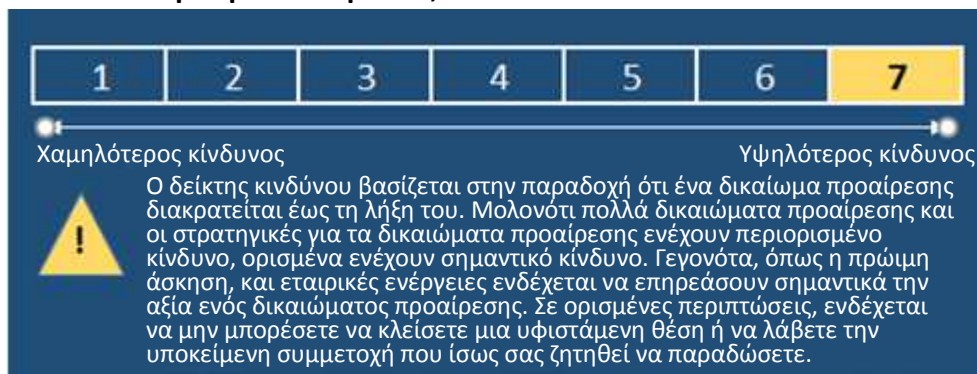 1 2 3 4 5 6 7
Χαμηλότερος κίνδυνος Υψηλότερος κίνδυνος
Ο δείκτης κινδύνου βασίζεται στην παραδοχή ότι ένα δικαίωμα προαίρεσης
διακρατείται έως τη λήξη του. Μολονότι πολλά δικαιώματα προαίρεσης και
οι στρατηγικές για τα δικαιώματα προαίρεσης ενέχουν περιορισμένο
κίνδυνο, ορισμένα ενέχουν σημαντικό κίνδυνο. Γεγονότα, όπως η πρώιμη
άσκηση, και εταιρικές ενέργειες ενδέχεται να επηρεάσουν σημαντικά την
αξία ενός δικαιώματος προαίρεσης. Σε ορισμένες περιπτώσεις, ενδέχεται
να μην μπορέσετε να κλείσετε μια υφιστάμενη θέση ή να λάβετε την
υποκείμενη συμμετοχή που ίσως σας ζητηθεί να παραδώσετε.
!